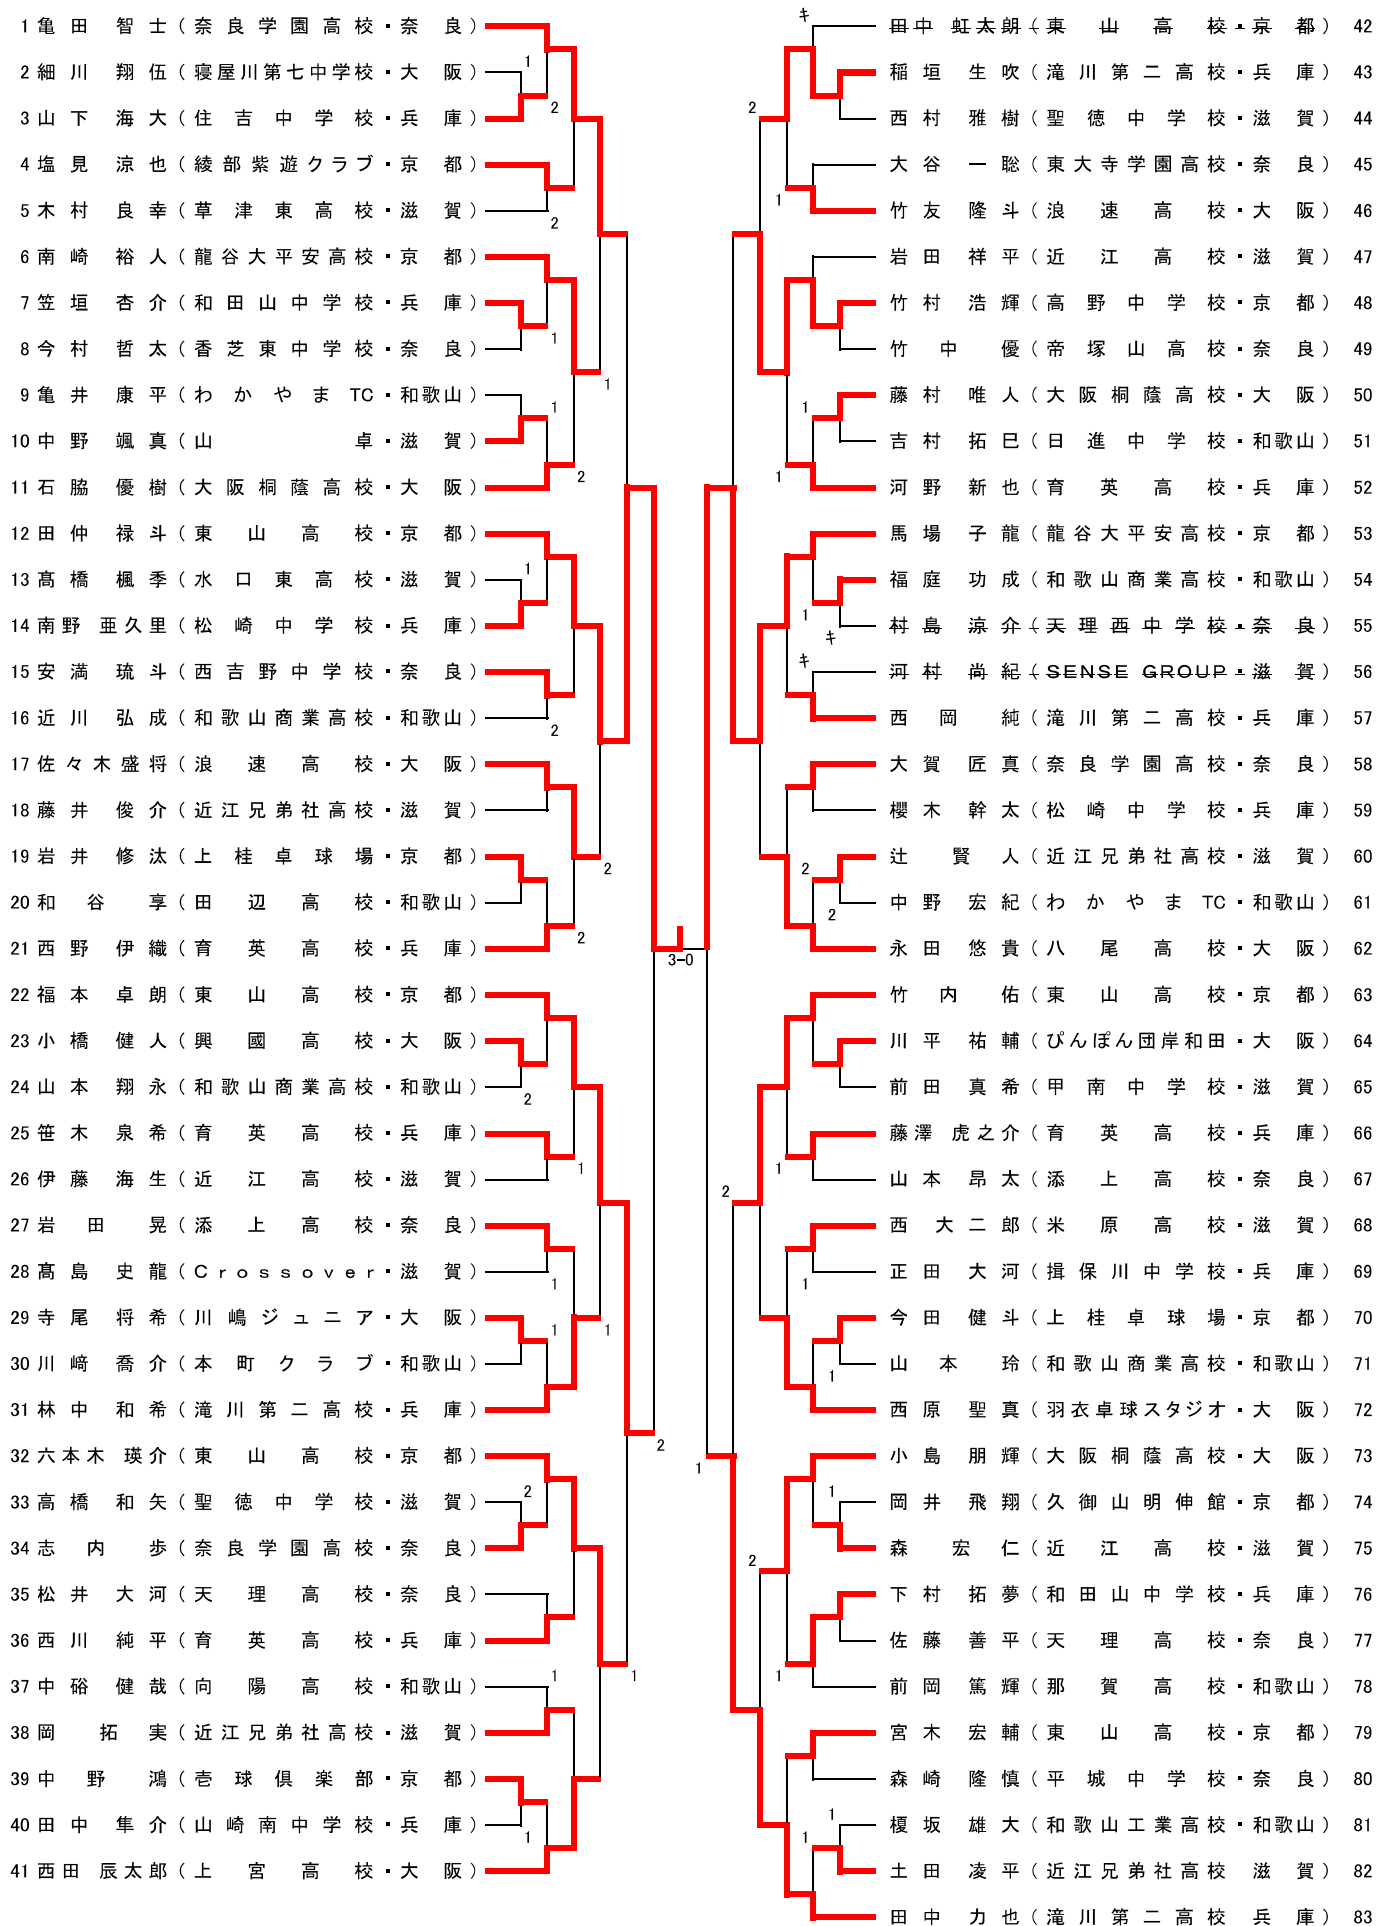 1 亀田 智士 (奈良学園高校・奈良)
2 細川 翔伍 (寝屋川第七中学校・大阪)
3 山下 海大 (住吉中学校・兵庫)
4 塩見 涼也 (綾部紫遊クラブ・京都)
5 木村 良幸 (草津東高校・滋賀)
6 南崎 裕人 (龍谷大平安高校・京都)
7 笠垣 杏介 (和田山中学校・兵庫)
8 今村 哲太 (香芝東中学校・奈良)
9 亀井 康平 (わかやまTC・和歌山)
10 中野 颯真 (山卓・滋賀)
11 石脇 優樹 (大阪桐蔭高校・大阪)
12 田仲 禄斗 (東山高校・京都)
13 髙橋 楓季 (水口東高校・滋賀)
14 南野 亜久里 (松崎中学校・兵庫)
15 安満 琉斗 (西吉野中学校・奈良)
16 近川 弘成 (和歌山商業高校・和歌山)
17 佐々木 盛将 (浪速高校・大阪)
18 藤井 俊介 (近江兄弟社高校・滋賀)
19 岩井 修汰 (上桂卓球場・京都)
20 和谷 享 (田辺高校・和歌山)
21 西野 伊織 (育英高校・兵庫)
22 福本 卓朗 (東山高校・京都)
23 小橋 健人 (興國高校・大阪)
24 山本 翔永 (和歌山商業高校・和歌山)
25 笹木 泉希 (育英高校・兵庫)
26 伊藤 海生 (近江高校・滋賀)
27 岩田 晃 (添上高校・奈良)
28 髙島 史龍 (Crossover・滋賀)
29 寺尾 将希 (川嶋ジュニア・大阪)
30 川﨑 喬介 (本町クラブ・和歌山)
31 林中 和希 (滝川第二高校・兵庫)
32 六本木 瑛介 (東山高校・京都)
33 高橋 和矢 (聖徳中学校・滋賀)
34 志内 歩 (奈良学園高校・奈良)
35 松井 大河 (天理高校・奈良)
36 西川 純平 (育英高校・兵庫)
37 中谺 健哉 (向陽高校・和歌山)
38 岡 拓実 (近江兄弟社高校・滋賀)
39 中野 鴻 (壱球倶楽部・京都)
40 田中 隼介 (山崎南中学校・兵庫)
41 西田 辰太郎 (上宮高校・大阪)
1
2
2
1
1
1
2
1
2
2
2
2
1
1
1
1
2
2
1
1
1
3-0
キ
2
1
1
1
1
1
キ
キ
2
2
1
2
1
1
1
1
2
1
1
1
田中 虹太朗 (東山高校・京都) 42
稲垣 生吹 (滝川第二高校・兵庫) 43
西村 雅樹 (聖徳中学校・滋賀) 44
大谷 一聡 (東大寺学園高校・奈良) 45
竹友 隆斗 (浪速高校・大阪) 46
岩田 祥平 (近江高校・滋賀) 47
竹村 浩輝 (高野中学校・京都) 48
竹中 優 (帝塚山高校・奈良) 49
藤村 唯人 (大阪桐蔭高校・大阪) 50
吉村 拓巳 (日進中学校・和歌山) 51
河野 新也 (育英高校・兵庫) 52
馬場 子龍 (龍谷大平安高校・京都) 53
福庭 功成 (和歌山商業高校・和歌山) 54
村島 涼介 (天理西中学校・奈良) 55
河村 尚紀 (SENSE GROUP・滋賀) 56
西岡 純 (滝川第二高校・兵庫) 57
大賀 匠真 (奈良学園高校・奈良) 58
櫻木 幹太 (松崎中学校・兵庫) 59
辻 賢人 (近江兄弟社高校・滋賀) 60
中野 宏紀 (わかやまTC・和歌山) 61
永田 悠貴 (八尾高校・大阪) 62
竹内 佑 (東山高校・京都) 63
川平 祐輔 (ぴんぽん団岸和田・大阪) 64
前田 真希 (甲南中学校・滋賀) 65
藤澤 虎之介 (育英高校・兵庫) 66
山本 昂太 (添上高校・奈良) 67
西 大二郎 (米原高校・滋賀) 68
正田 大河 (揖保川中学校・兵庫) 69
今田 健斗 (上桂卓球場・京都) 70
山本 玲 (和歌山商業高校・和歌山) 71
西原 聖真 (羽衣卓球スタジオ・大阪) 72
小島 朋輝 (大阪桐蔭高校・大阪) 73
岡井 飛翔 (久御山明伸館・京都) 74
森 宏仁 (近江高校・滋賀) 75
下村 拓夢 (和田山中学校・兵庫) 76
佐藤 善平 (天理高校・奈良) 77
前岡 篤輝 (那賀高校・和歌山) 78
宮木 宏輔 (東山高校・京都) 79
森崎 隆慎 (平城中学校・奈良) 80
榎坂 雄大 (和歌山工業高校・和歌山) 81
土田 凌平 (近江兄弟社高校 滋賀) 82
田中 力也 (滝川第二高校 兵庫) 83